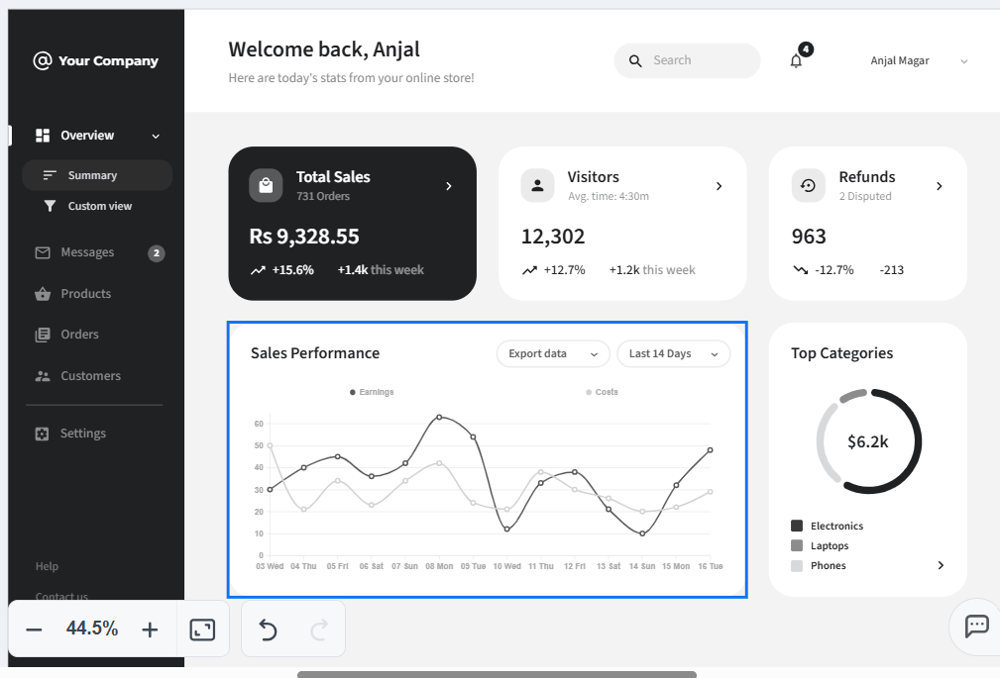 @ Your Company
Overview
Summary
Custom view
Messages 2
Products
Orders
Customers
Settings
Help
Contact us
Welcome back, Anjal
Here are today's stats from your online store!
Search
4
Anjal Magar
Total Sales
731 Orders
Rs 9,328.55
+15.6% +1.4k this week
Visitors
Avg. time: 4:30m
12,302
+12.7% +1.2k this week
Refunds
2 Disputed
963
-12.7% -213
Sales Performance
Export data
Last 14 Days
Earnings
Costs
60
50
40
30
20
10
0
03 Wed 04 Thu 05 Fri 06 Sat 07 Sun 08 Mon 09 Tue 10 Wed 11 Thu 12 Fri 13 Sat 14 Sun 15 Mon 16 Tue
Top Categories
$6.2k
Electronics
Laptops
Phones
44.5%